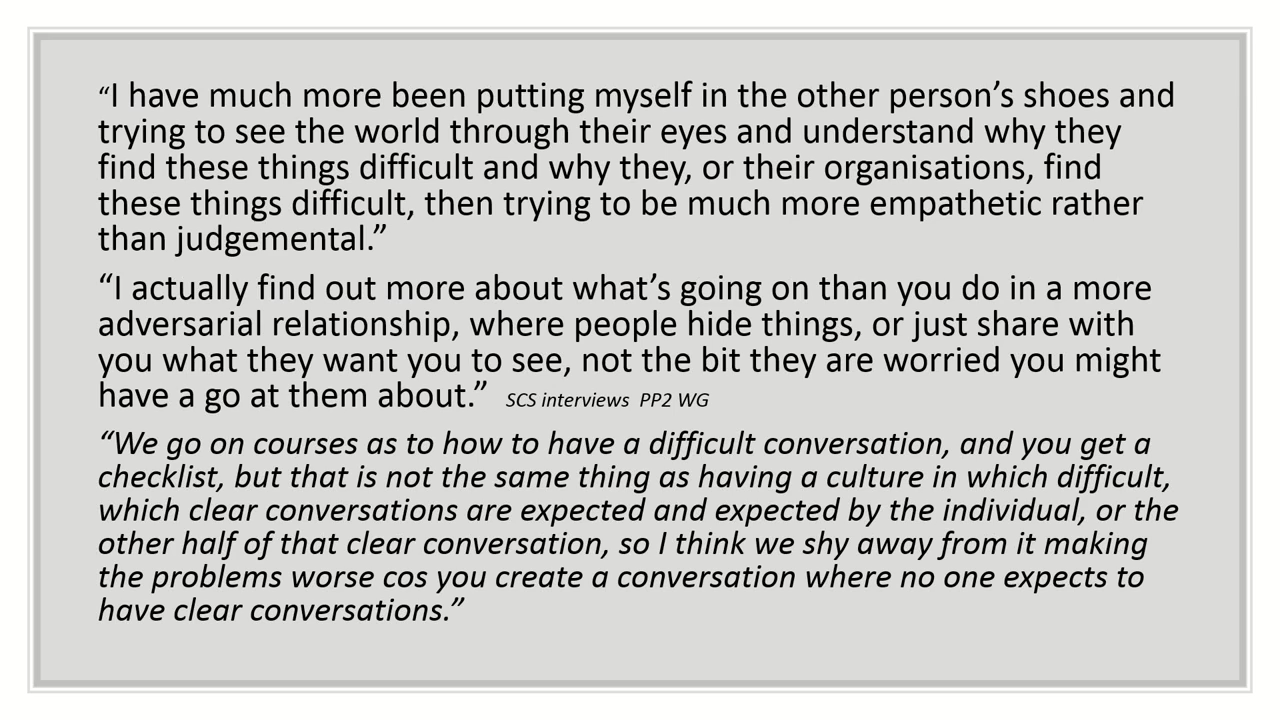 “I have much more been putting myself in the other person’s shoes and
trying to see the world through their eyes and understand why they
find these things difficult and why they, or their organisations, find
these things difficult, then trying to be much more empathetic rather
than judgemental.”
“I actually find out more about what’s going on than you do in a more
adversarial relationship, where people hide things, or just share with
you what they want you to see, not the bit they are worried you might
have a go at them about.” SCS interviews PP2 WG
“We go on courses as to how to have a difficult conversation, and you get a
checklist, but that is not the same thing as having a culture in which difficult,
which clear conversations are expected and expected by the individual, or the
other half of that clear conversation, so I think we shy away from it making
the problems worse cos you create a conversation where no one expects to
have clear conversations.”